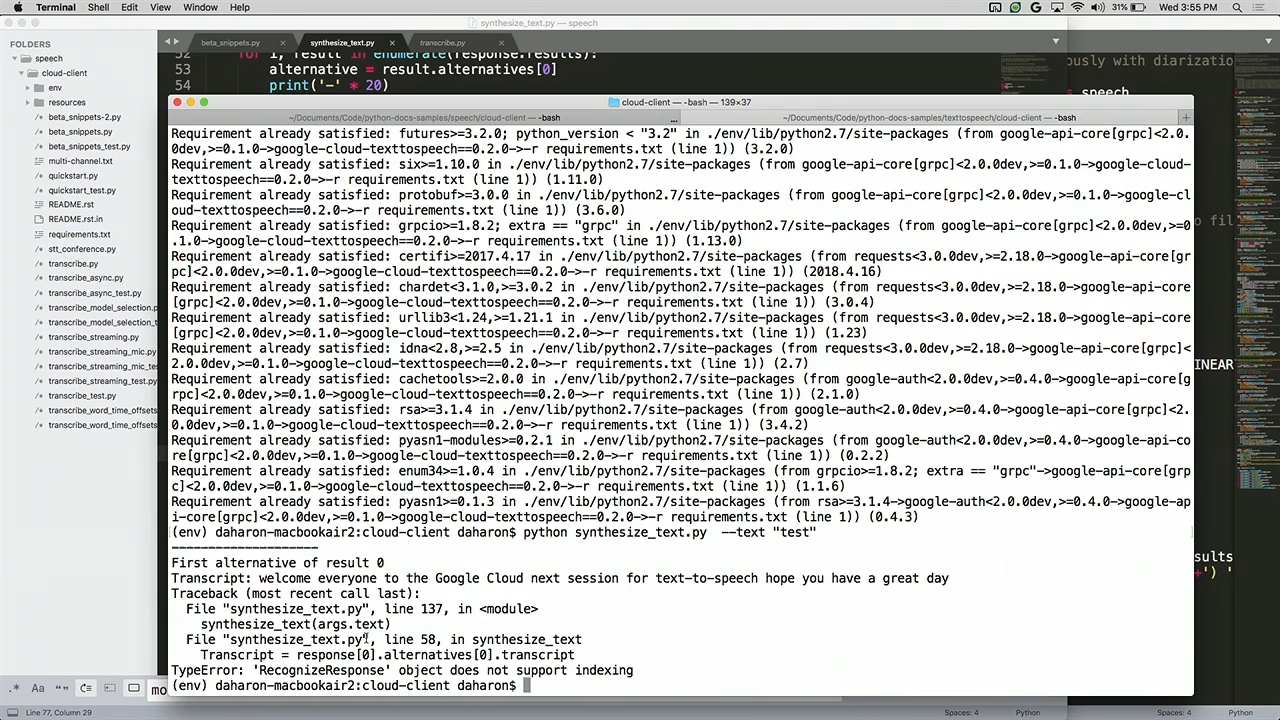 Terminal Shell Edit View Window Help 31% Wed 3:55 PM
synthesize_text.py — speech
FOLDERS
speech
cloud-client
env
resources
beta_snippets-2.py
beta_snippets.py
beta_snippets_test.py
multi-channel.txt
quickstart.py
quickstart_test.py
README.rst
README.rst.in
requirements.txt
stt_conference.py
transcribe.py
transcribe_async.py
transcribe_async_test.py
transcribe_model_selection.p
transcribe_model_selection_t
transcribe_streaming.py
transcribe_streaming_mic.py
transcribe_streaming_mic_te
transcribe_streaming_test.py
transcribe_test.py
transcribe_word_time_offsets
transcribe_word_time_offsets
beta_snippets.py synthesize_text.py transcribe.py
52 for i, result in enumerate(response.results):
53 alternative = result.alternatives[0]
54 print('- * 20)
ously with diarizatio
s speech
o fil
INEAR
sults
+') '
cloud-client — -bash — 139×37
~/Documents/Code/python-docs-samples/speech/cloud-client — -bash ... ~/Documents/Code/python-docs-samples/texttospeech/cloud-client — -bash +
Requirement already satisfied: futures>=3.2.0; python_version < "3.2" in ./env/lib/python2.7/site-packages (from google-api-core[grpc]<2.0.
0dev,>=0.1.0->google-cloud-texttospeech==0.2.0->-r requirements.txt (line 1)) (3.2.0)
Requirement already satisfied: six>=1.10.0 in ./env/lib/python2.7/site-packages (from google-api-core[grpc]<2.0.0dev,>=0.1.0->google-cloud-
texttospeech==0.2.0->-r requirements.txt (line 1)) (1.11.0)
Requirement already satisfied: protobuf>=3.0.0 in ./env/lib/python2.7/site-packages (from google-api-core[grpc]<2.0.0dev,>=0.1.0->google-cl
oud-texttospeech==0.2.0->-r requirements.txt (line 1)) (3.6.0)
Requirement already satisfied: grpcio>=1.8.2; extra == "grpc" in ./env/lib/python2.7/site-packages (from google-api-core[grpc]<2.0.0dev,>=0
.1.0->google-cloud-texttospeech==0.2.0->-r requirements.txt (line 1)) (1.13.0)
Requirement already satisfied: certifi>=2017.4.17 in ./env/lib/python2.7/site-packages (from requests<3.0.0dev,>=2.18.0->google-api-core[gr
pc]<2.0.0dev,>=0.1.0->google-cloud-texttospeech==0.2.0->-r requirements.txt (line 1)) (2018.4.16)
Requirement already satisfied: chardet<3.1.0,>=3.0.2 in ./env/lib/python2.7/site-packages (from requests<3.0.0dev,>=2.18.0->google-api-core
[grpc]<2.0.0dev,>=0.1.0->google-cloud-texttospeech==0.2.0->-r requirements.txt (line 1)) (3.0.4)
Requirement already satisfied: urllib3<1.24,>=1.21.1 in ./env/lib/python2.7/site-packages (from requests<3.0.0dev,>=2.18.0->google-api-core
[grpc]<2.0.0dev,>=0.1.0->google-cloud-texttospeech==0.2.0->-r requirements.txt (line 1)) (1.23)
Requirement already satisfied: idna<2.8,>=2.5 in ./env/lib/python2.7/site-packages (from requests<3.0.0dev,>=2.18.0->google-api-core[grpc]<
2.0.0dev,>=0.1.0->google-cloud-texttospeech==0.2.0->-r requirements.txt (line 1)) (2.7)
Requirement already satisfied: cachetools>=2.0.0 in ./env/lib/python2.7/site-packages (from google-auth<2.0.0dev,>=0.4.0->google-api-core[g
rpc]<2.0.0dev,>=0.1.0->google-cloud-texttospeech==0.2.0->-r requirements.txt (line 1)) (2.1.0)
Requirement already satisfied: rsa>=3.1.4 in ./env/lib/python2.7/site-packages (from google-auth<2.0.0dev,>=0.4.0->google-api-core[grpc]<2.
0.0dev,>=0.1.0->google-cloud-texttospeech==0.2.0->-r requirements.txt (line 1)) (3.4.2)
Requirement already satisfied: pyasn1-modules>=0.2.1 in ./env/lib/python2.7/site-packages (from google-auth<2.0.0dev,>=0.4.0->google-api-co
re[grpc]<2.0.0dev,>=0.1.0->google-cloud-texttospeech==0.2.0->-r requirements.txt (line 1)) (0.2.2)
Requirement already satisfied: enum34>=1.0.4 in ./env/lib/python2.7/site-packages (from grpcio>=1.8.2; extra == "grpc"->google-api-core[grpc
]<2.0.0dev,>=0.1.0->google-cloud-texttospeech==0.2.0->-r requirements.txt (line 1)) (1.1.6)
Requirement already satisfied: pyasn1>=0.1.3 in ./env/lib/python2.7/site-packages (from rsa>=3.1.4->google-auth<2.0.0dev,>=0.4.0->google-ap
i-core[grpc]<2.0.0dev,>=0.1.0->google-cloud-texttospeech==0.2.0->-r requirements.txt (line 1)) (0.4.3)
(env) daharon-macbookair2:cloud-client daharon$ python synthesize_text.py --text "test"
--------------------
First alternative of result 0
Transcript: welcome everyone to the Google Cloud next session for text-to-speech hope you have a great day
Traceback (most recent call last):
File "synthesize_text.py", line 137, in <module>
synthesize_text(args.text)
File "synthesize_text.py", line 58, in synthesize_text
Transcript = response[0].alternatives[0].transcript
TypeError: 'RecognizeResponse' object does not support indexing
(env) daharon-macbookair2:cloud-client daharon$
.* Aa “ ” mo
Line 77, Column 29 Spaces: 4 Python Spaces: 4 Python